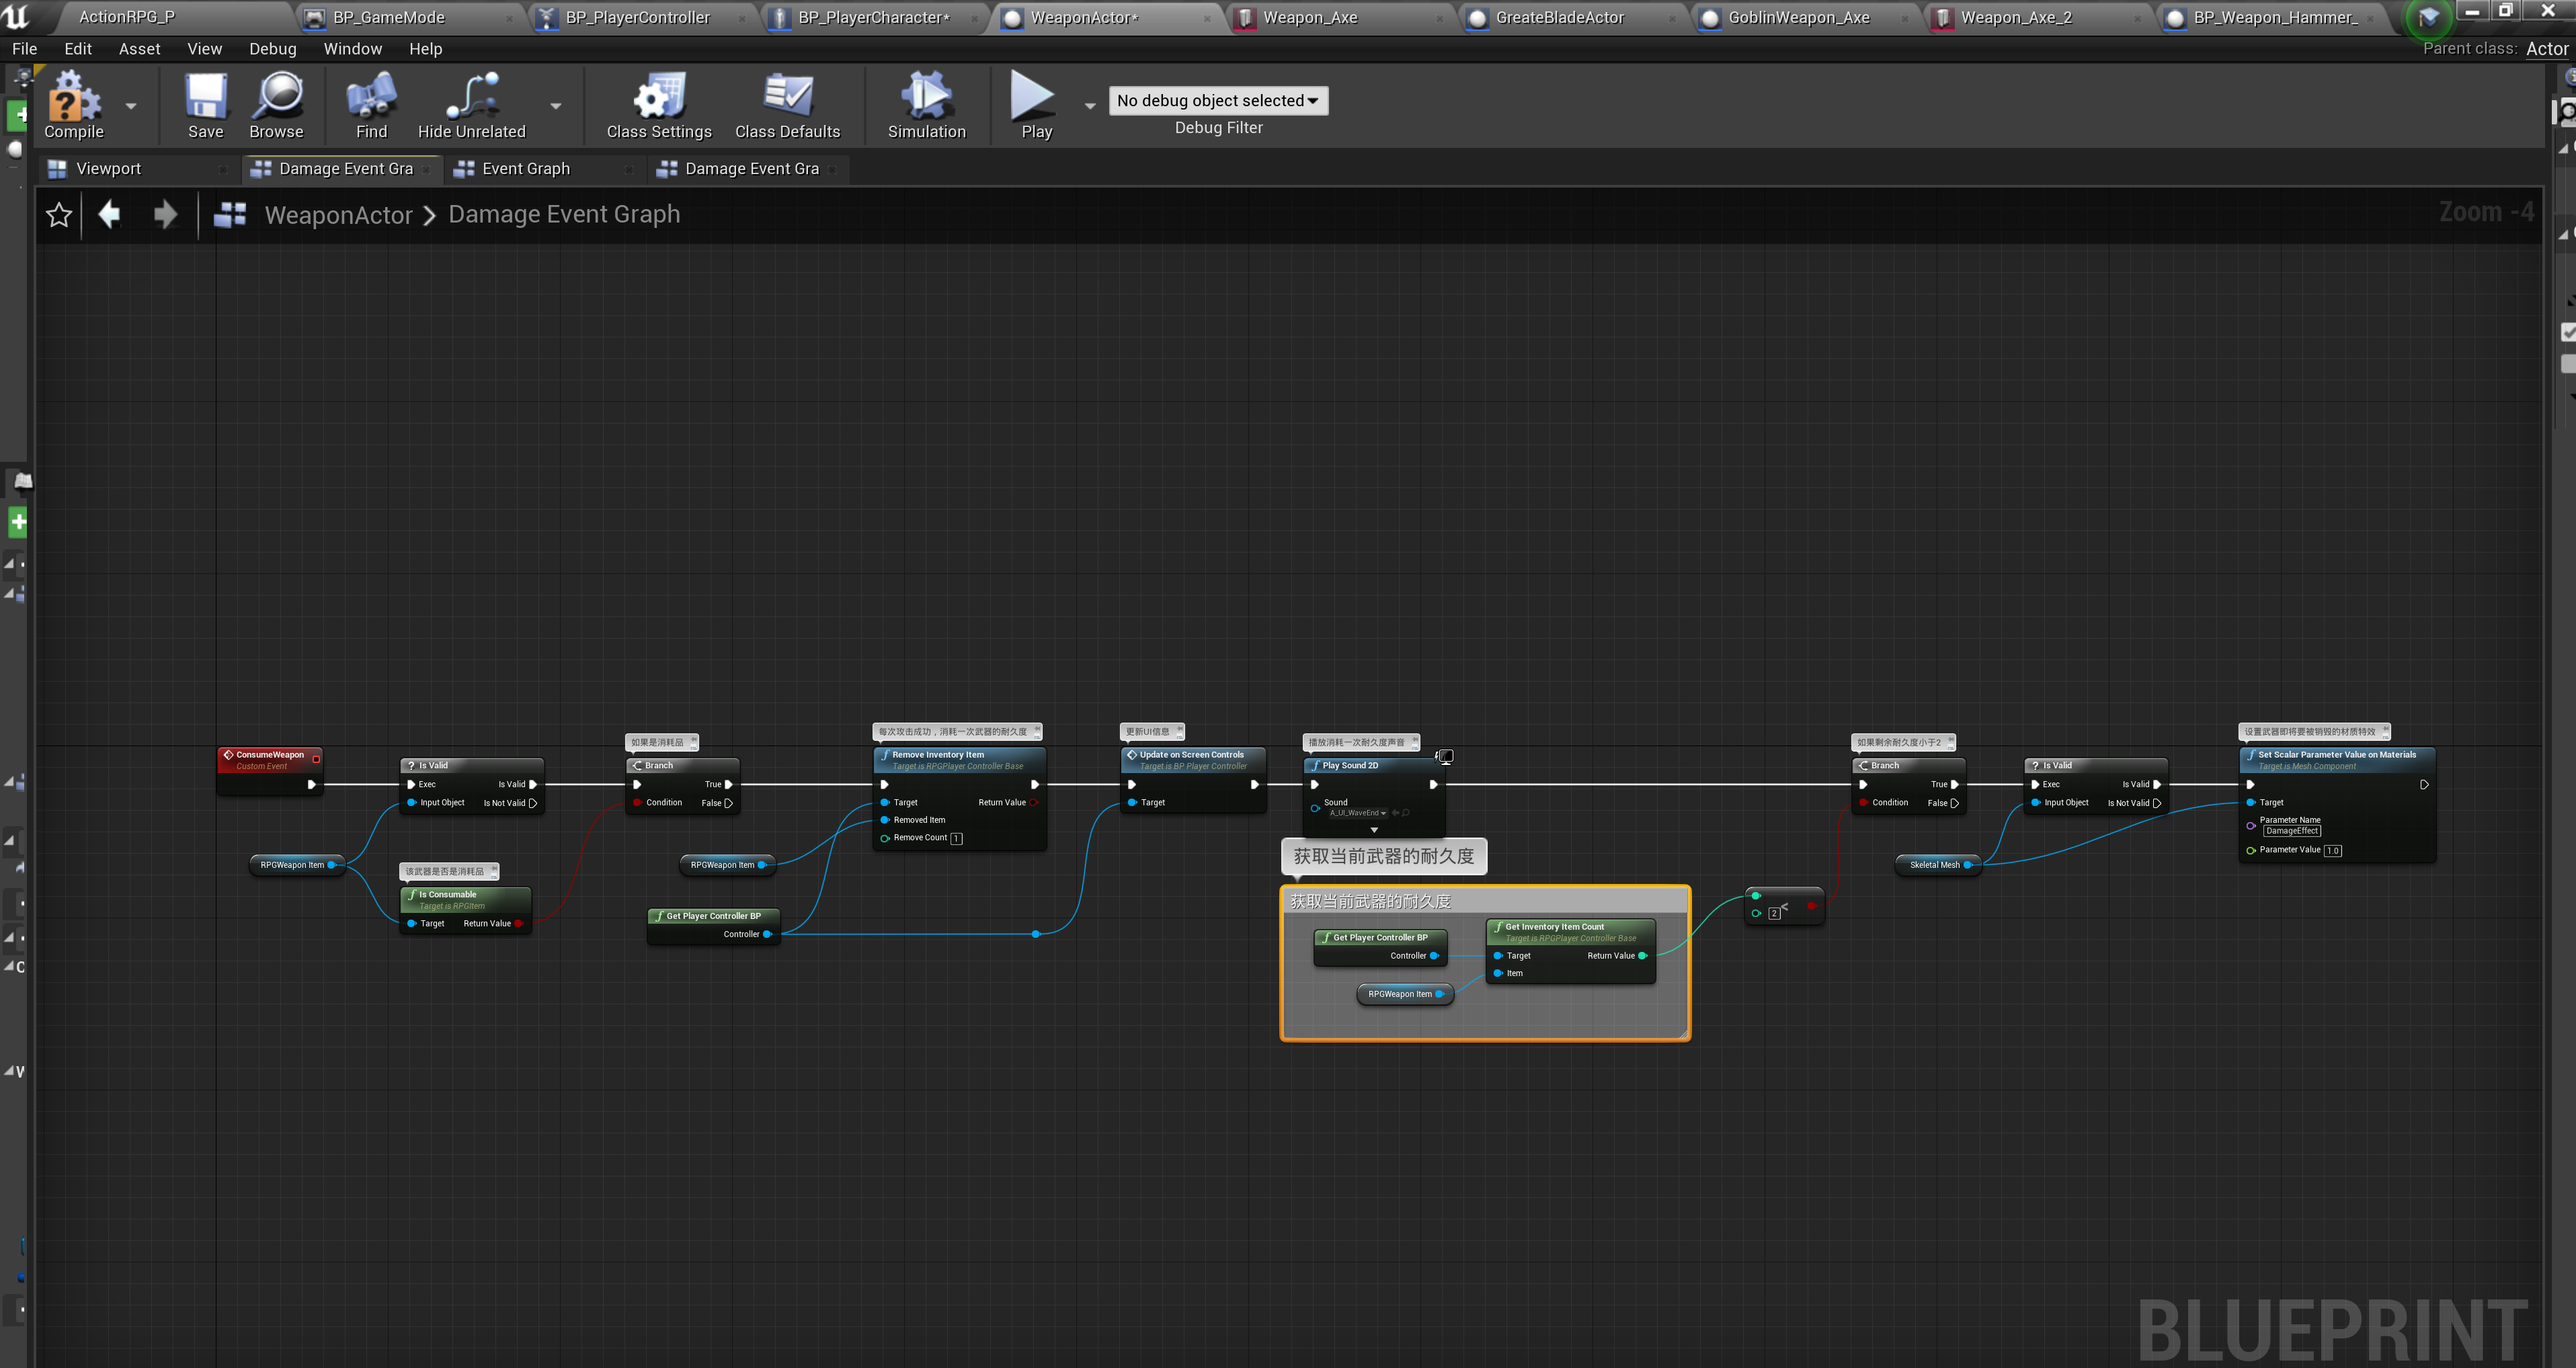 ActionRPG_P
BP_GameMode
BP_PlayerController
BP_PlayerCharacter*
WeaponActor*
Weapon_Axe
GreateBladeActor
GoblinWeapon_Axe
Weapon_Axe_2
BP_Weapon_Hammer_
File Edit Asset View Debug Window Help
Parent class: Actor
Compile
Save
Browse
Find
Hide Unrelated
Class Settings
Class Defaults
Simulation
Play
No debug object selected
Debug Filter
Viewport
Damage Event Gra
Event Graph
Damage Event Gra
WeaponActor > Damage Event Graph
Zoom -4
ConsumeWeapon
Custom Event
? Is Valid
Exec
Is Valid
Input Object
Is Not Valid
RPGWeapon Item
该武器是否是消耗品
Is Consumable
Target is RPGItem
Target
Return Value
如果是消耗品
Branch
True
Condition
False
RPGWeapon Item
Get Player Controller BP
Controller
每次攻击成功，消耗一次武器的耐久度
Remove Inventory Item
Target is RPGPlayer Controller Base
Target
Return Value
Removed Item
Remove Count 1
更新UI信息
Update on Screen Controls
Target is BP Player Controller
Target
播放消耗一次耐久度声音
Play Sound 2D
Sound
A_UI_WaveEnd
获取当前武器的耐久度
获取当前武器的耐久度
Get Player Controller BP
Controller
RPGWeapon Item
Get Inventory Item Count
Target is RPGPlayer Controller Base
Target
Return Value
Item
2
<
如果剩余耐久度小于2
Branch
True
Condition
False
Skeletal Mesh
? Is Valid
Exec
Is Valid
Input Object
Is Not Valid
设置武器即将要被销毁的材质特效
Set Scalar Parameter Value on Materials
Target is Mesh Component
Target
Parameter Name
DamageEffect
Parameter Value 1.0
BLUEPRINT